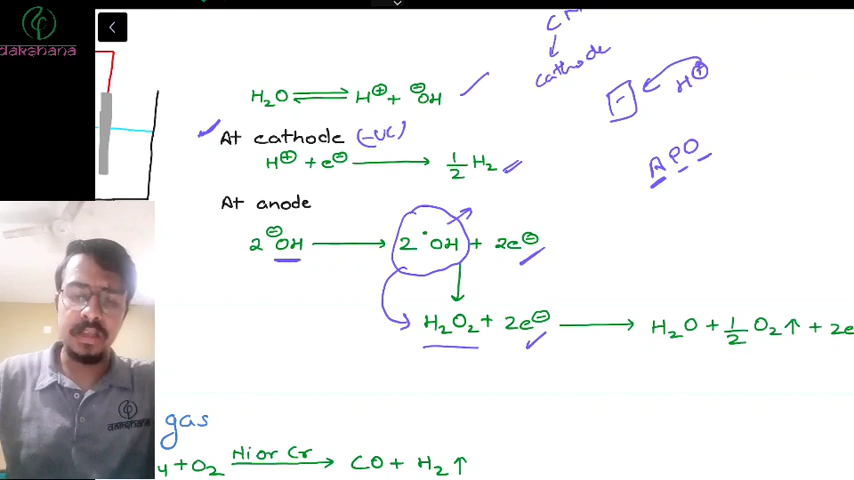 dakshana
CN
cathode
H₂O ⇌ H⊕ + ⊖OH
H⊕
-
At cathode (-ve)
H⊕ + e⊖ → 1/2 H₂
APO
At anode
2 ⊖OH → 2 •OH + 2e⊖
H₂O₂ + 2e⊖ → H₂O + 1/2 O₂↑ + 2e
gas
4 + O₂ Ni or Cr → CO + H₂↑
dakshana